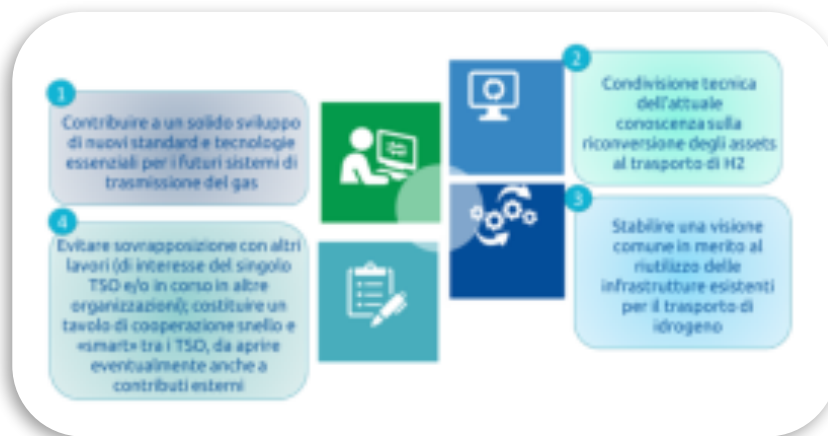 1
Contribuire a un solido sviluppo
di nuovi standard e tecnologie
essenziali per i futuri sistemi di
trasmissione del gas
2
Condivisione tecnica
dell'attuale
conoscenza sulla
riconversione degli assets
al trasporto di H2
3
Stabilire una visione
comune in merito al
riutilizzo delle
infrastrutture esistenti
per il trasporto di
idrogeno
4
Evitare sovrapposizione con altri
lavori (di interesse del singolo
TSO e/o in corso in altre
organizzazioni); costituire un
tavolo di cooperazione snello e
«smart» tra i TSO, da aprire
eventualmente anche a
contributi esterni